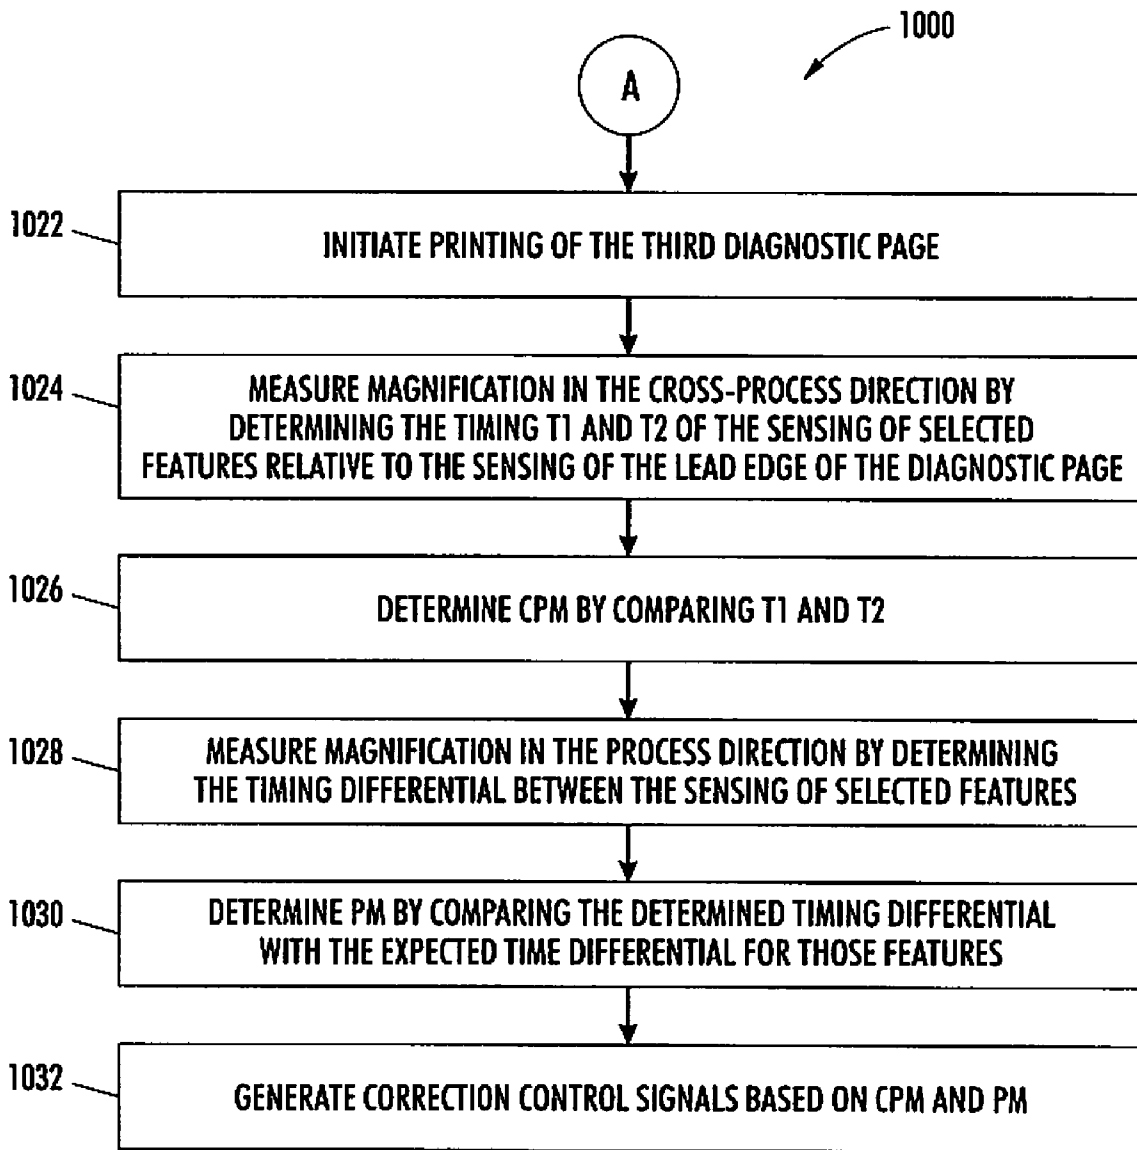 1000
A
1022
INITIATE PRINTING OF THE THIRD DIAGNOSTIC PAGE
1024
MEASURE MAGNIFICATION IN THE CROSS-PROCESS DIRECTION BY
DETERMINING THE TIMING T1 AND T2 OF THE SENSING OF SELECTED
FEATURES RELATIVE TO THE SENSING OF THE LEAD EDGE OF THE DIAGNOSTIC PAGE
1026
DETERMINE CPM BY COMPARING T1 AND T2
1028
MEASURE MAGNIFICATION IN THE PROCESS DIRECTION BY DETERMINING
THE TIMING DIFFERENTIAL BETWEEN THE SENSING OF SELECTED FEATURES
1030
DETERMINE PM BY COMPARING THE DETERMINED TIMING DIFFERENTIAL
WITH THE EXPECTED TIME DIFFERENTIAL FOR THOSE FEATURES
1032
GENERATE CORRECTION CONTROL SIGNALS BASED ON CPM AND PM